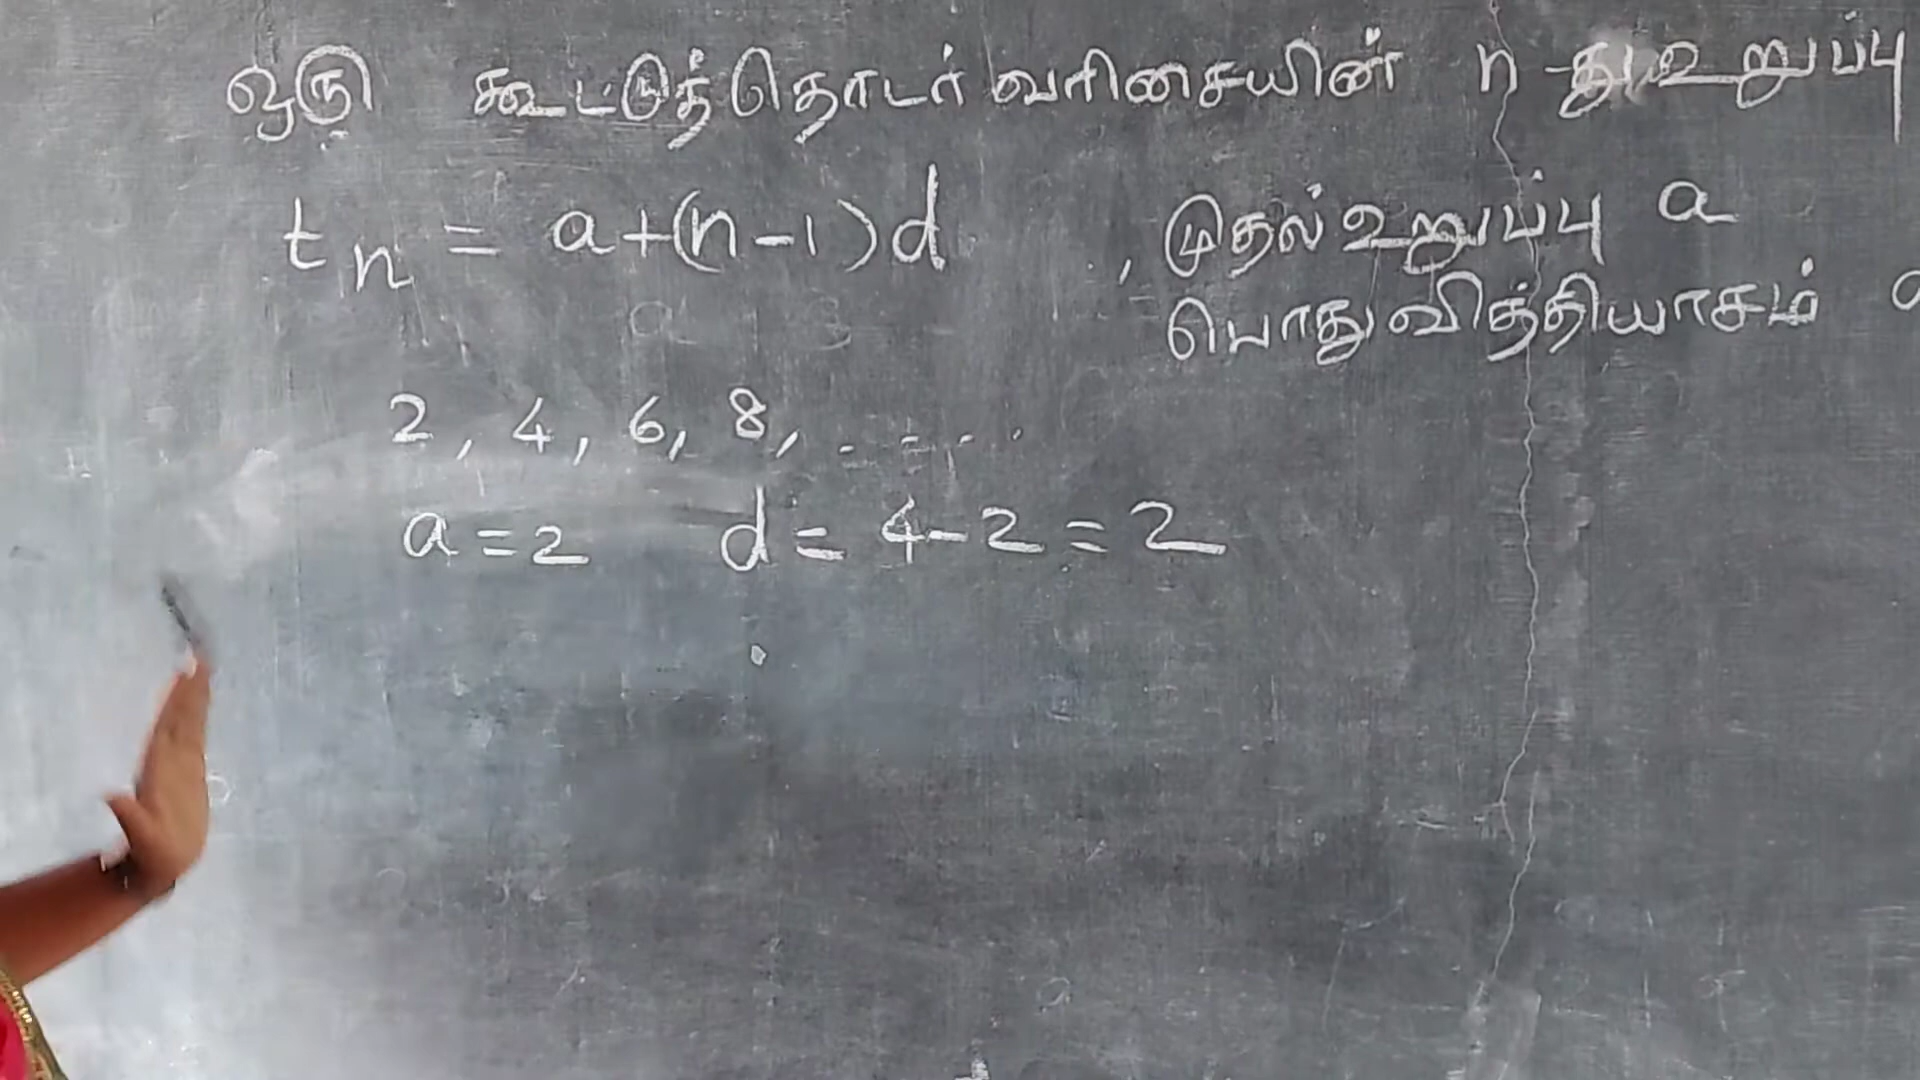 ஒரு கூட்டுத்தொடர் வரிசையின் n-து உறுப்பு
tₙ = a+(n-1)d , முதல் உறுப்பு a
பொது வித்தியாசம்
2, 4, 6, 8, .....
a = 2 d = 4-2 = 2